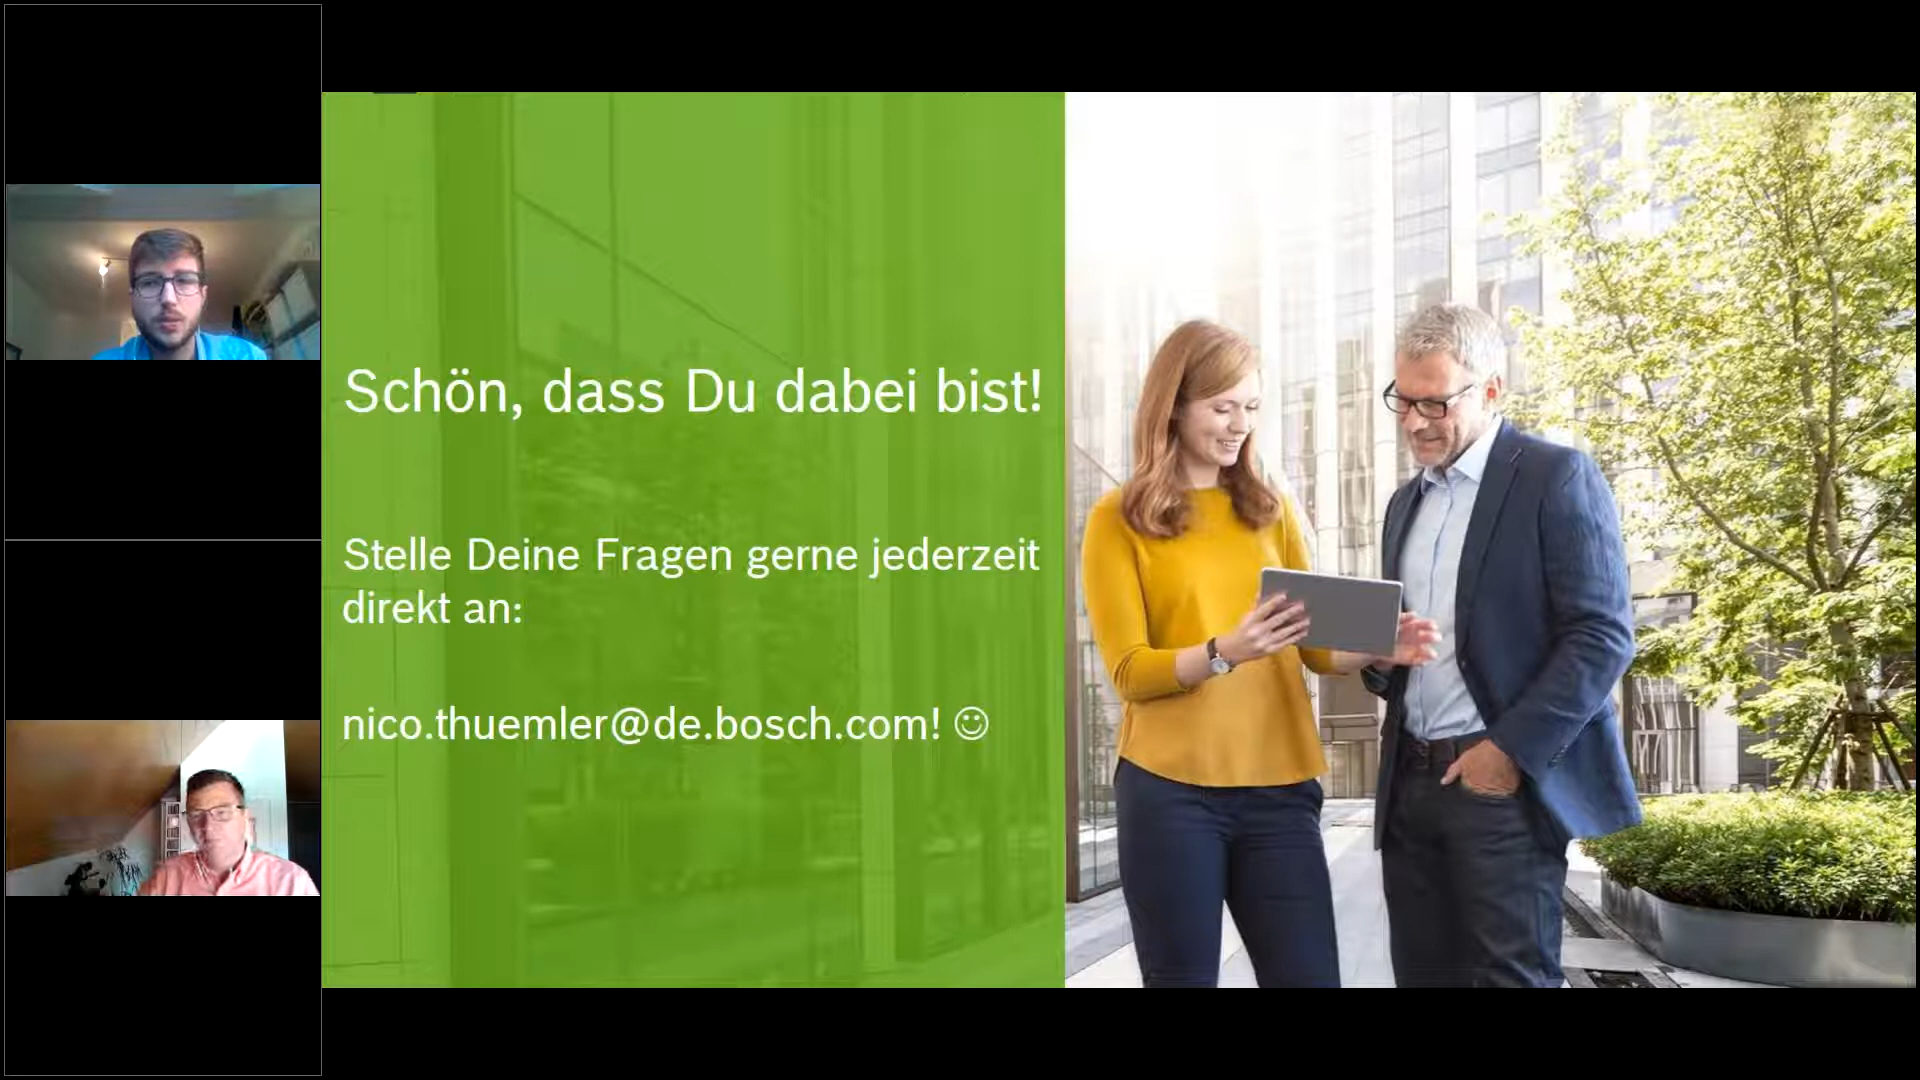 Schön, dass Du dabei bist!
Stelle Deine Fragen gerne jederzeit
direkt an:
nico.thuemler@de.bosch.com! ☺